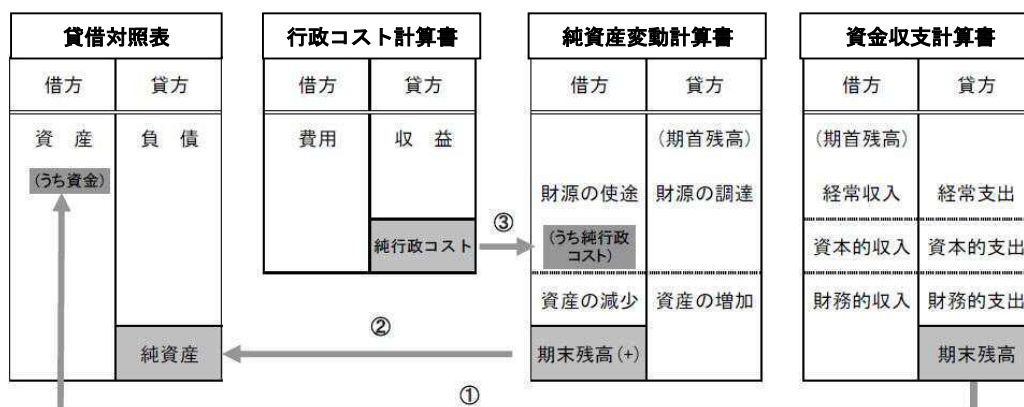 貸借対照表
借方 貸方
資 産 負 債
(うち資金)
純資産
行政コスト計算書
借方 貸方
費用 収 益
純行政コスト
③
純資産変動計算書
借方 貸方
(期首残高)
財源の使途 財源の調達
(うち純行政
コスト)
資産の減少 資産の増加
期末残高(+)
②
①
資金収支計算書
借方 貸方
(期首残高)
経常収入 経常支出
資本的収入 資本的支出
財務的収入 財務的支出
期末残高